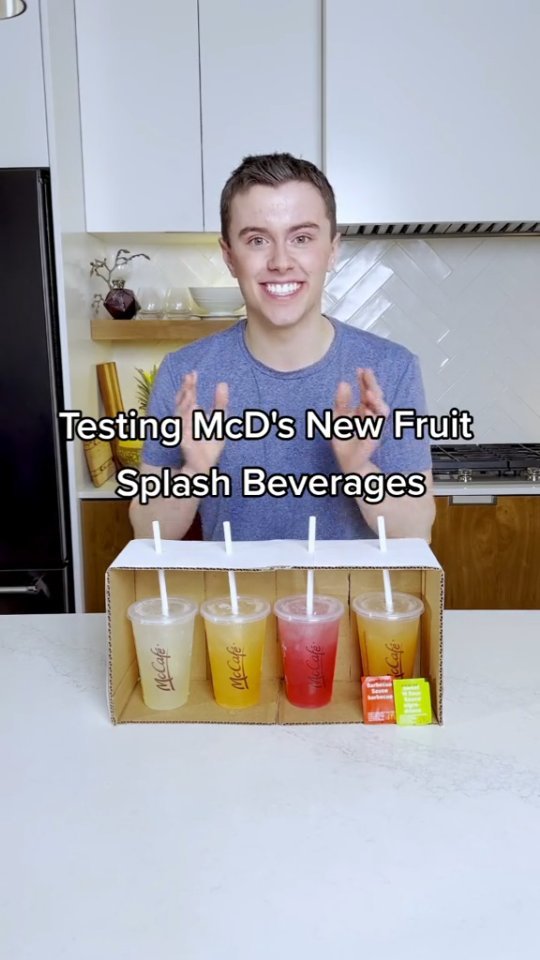 Testing McD's New Fruit
Splash Beverages
McCafé
McCafé
McCafé
McCafé
Barbecue
Sauce
barbecue
Sweet
'N Sour
Sauce
aigre-
douce